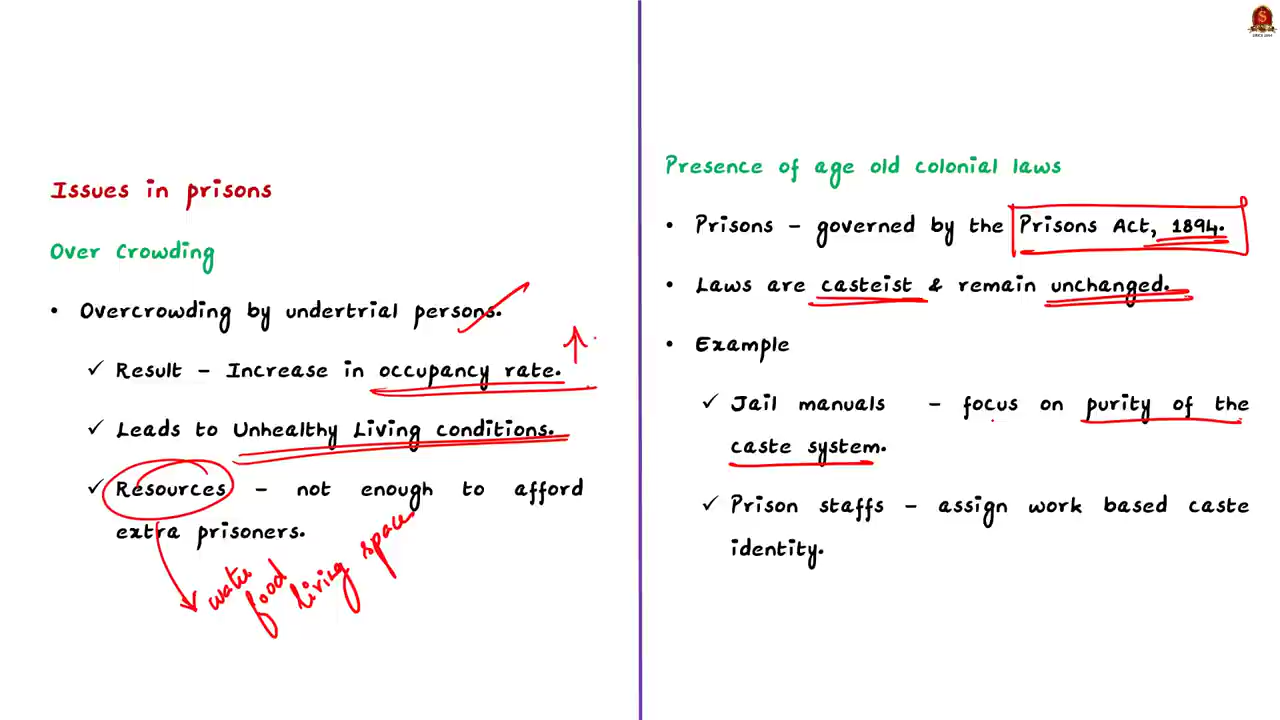 Issues in prisons
Over Crowding
• Overcrowding by undertrial persons.
✓ Result – Increase in occupancy rate.
✓ Leads to Unhealthy Living conditions.
✓ Resources – not enough to afford
extra prisoners.
water
food
living space
Presence of age old colonial laws
• Prisons – governed by the Prisons Act, 1894.
• Laws are casteist & remain unchanged.
• Example
✓ Jail manuals – focus on purity of the
caste system.
✓ Prison staffs – assign work based caste
identity.